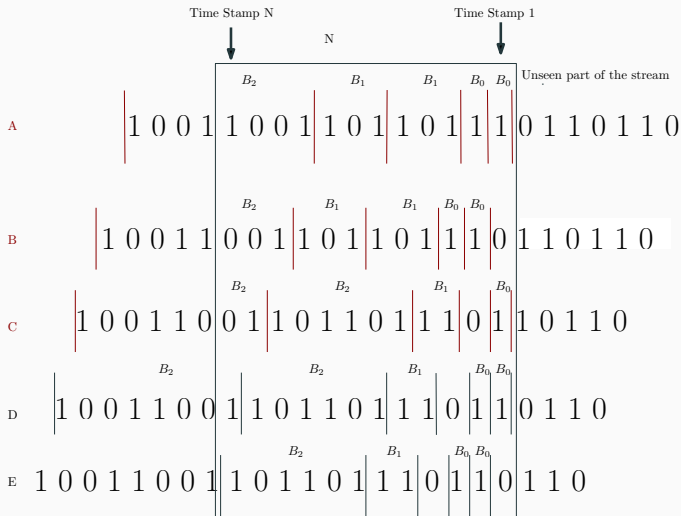 Time Stamp N Time Stamp 1
N
Unseen part of the stream
B₂ B₁ B₁ B₀ B₀
A 1 0 0 1 1 0 0 1 1 0 1 1 0 1 1 1 0 1 1 0 1 1 0
B₂ B₁ B₁ B₀ B₀
B 1 0 0 1 1 0 0 1 1 0 1 1 0 1 1 1 0 1 1 0 1 1 0
B₂ B₂ B₁ B₀
C 1 0 0 1 1 0 0 1 1 0 1 1 0 1 1 1 0 1 1 0 1 1 0
B₂ B₂ B₁ B₀ B₀
D 1 0 0 1 1 0 0 1 1 0 1 1 0 1 1 1 0 1 1 0 1 1 0
B₂ B₁ B₀ B₀
E 1 0 0 1 1 0 0 1 1 0 1 1 0 1 1 1 0 1 1 0 1 1 0